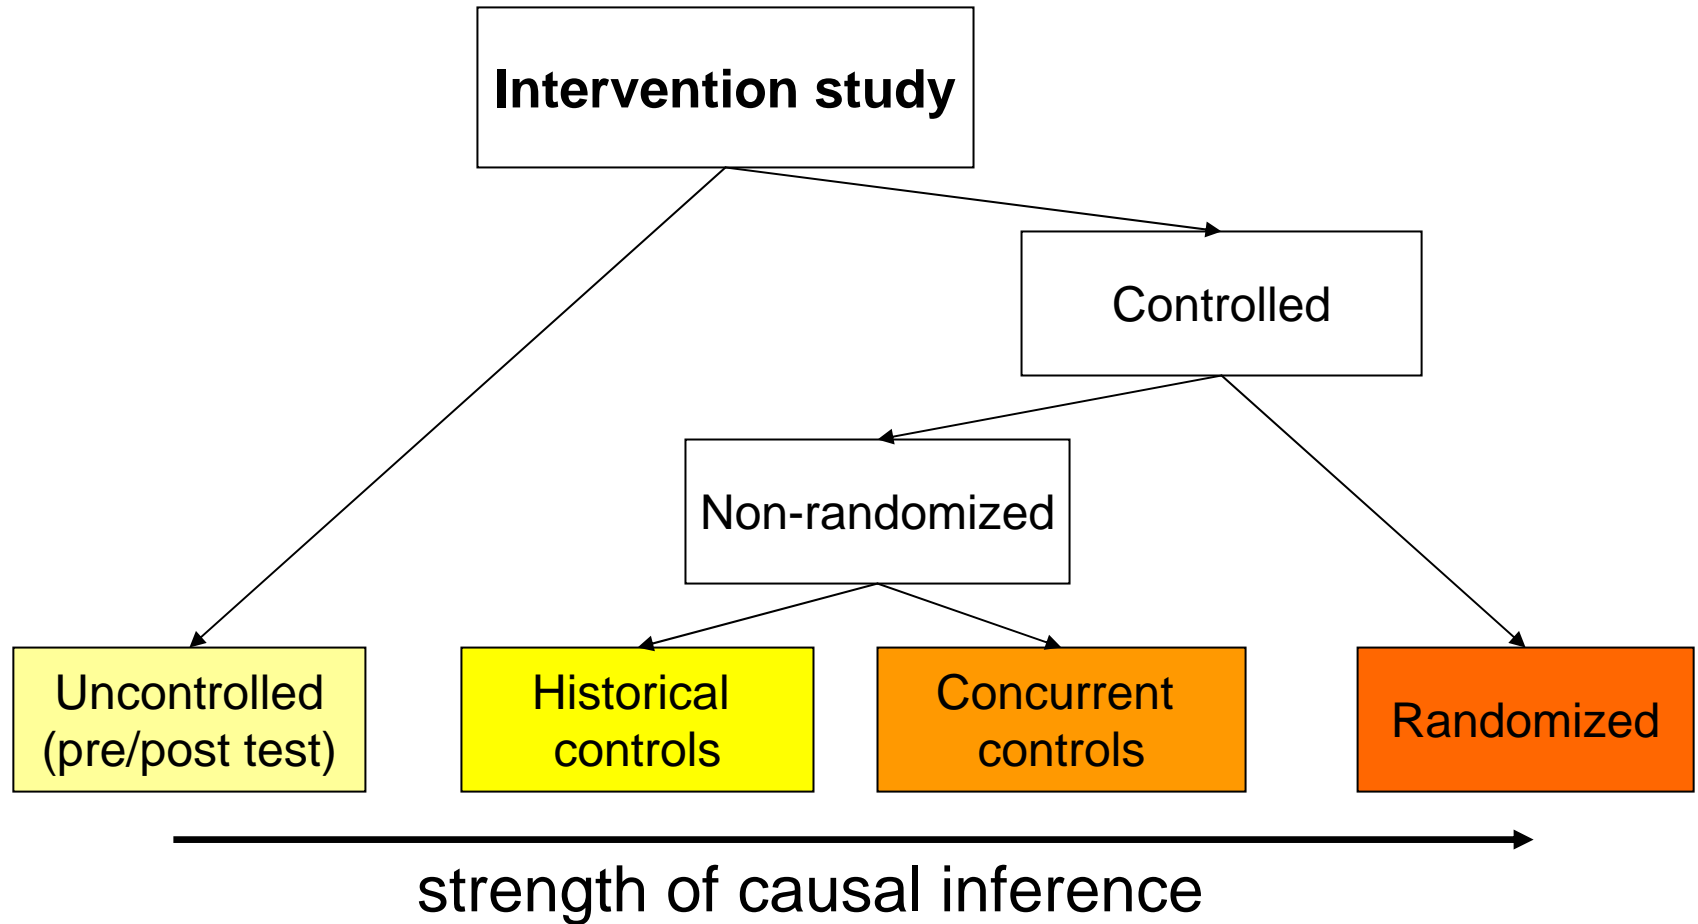 Intervention study
Controlled
Non-randomized
Uncontrolled
(pre/post test)
Historical
controls
Concurrent
controls
Randomized
strength of causal inference